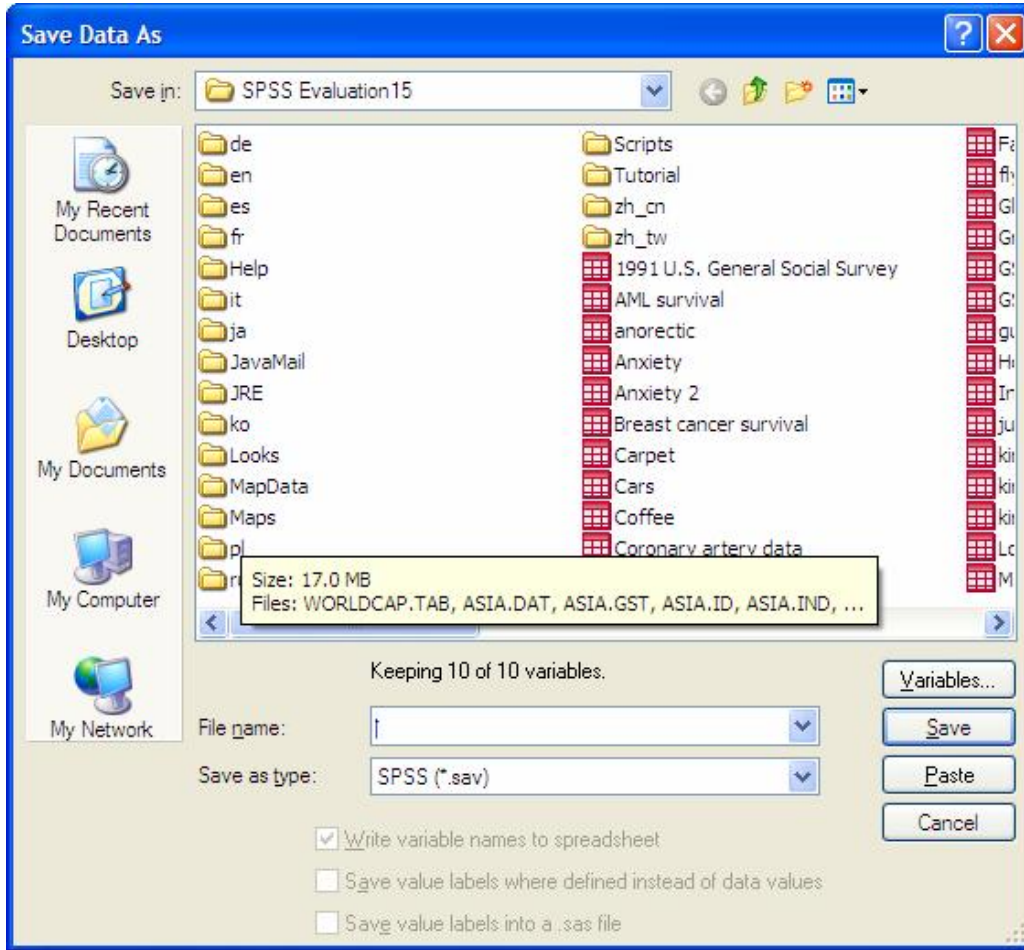 Save Data As
Save in:
SPSS Evaluation15
My Recent
Documents
Desktop
My Documents
My Computer
My Network
de
en
es
fr
Help
it
ja
JavaMail
JRE
ko
Looks
MapData
Maps
pl
Scripts
Tutorial
zh_cn
zh_tw
1991 U.S. General Social Survey
AML survival
anorectic
Anxiety
Anxiety 2
Breast cancer survival
Carpet
Cars
Coffee
Coronary artery data
Size: 17.0 MB
Files: WORLDCAP.TAB, ASIA.DAT, ASIA.GST, ASIA.ID, ASIA.IND, ...
Keeping 10 of 10 variables.
Variables...
File name:
Save
Save as type:
SPSS (*.sav)
Paste
Cancel
Write variable names to spreadsheet
Save value labels where defined instead of data values
Save value labels into a .sas file